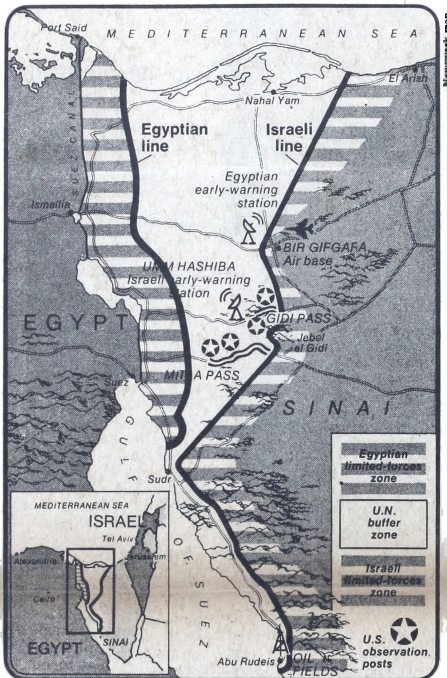 Newsweek map
Port Said
MEDITERRANEAN SEA
El Arish
Nahal Yam
SUEZ CANAL
Egyptian
line
Israeli
line
Egyptian
early-warning
station
Ismailia
BIR GIFGAFA
Air base
UMM HASHIBA
Israeli early-warning
station
GIDI PASS
EGYPT
Jebel
el Gidi
MITLA PASS
Suez
SINAI
GULF
OF SUEZ
Sudr
Egyptian
limited-forces
zone
U.N.
buffer
zone
Israeli
limited-forces
zone
U.S.
observation
posts
MEDITERRANEAN SEA
ISRAEL
Tel Aviv
Alexandria
Jerusalem
Cairo
SINAI
EGYPT
Abu Rudeis
OIL
FIELDS